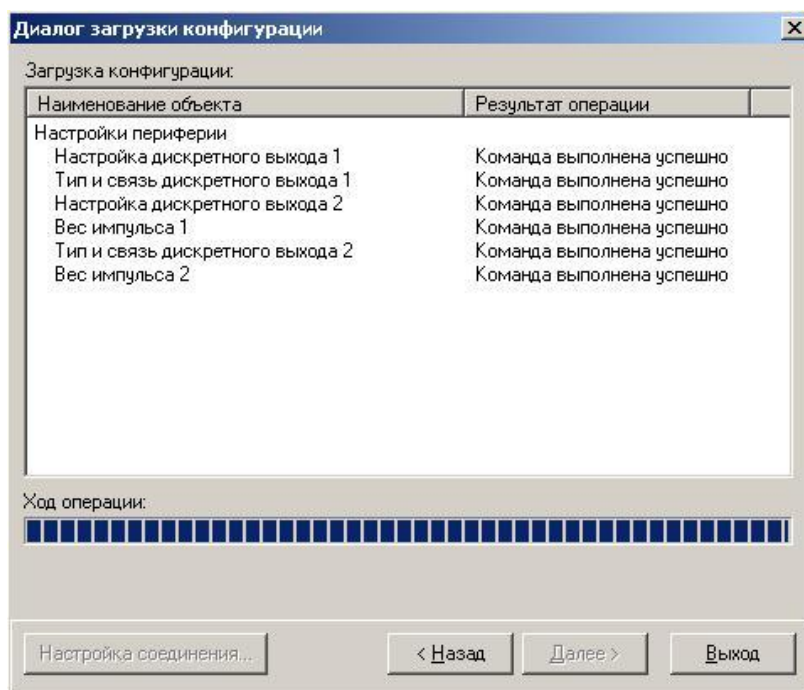 Диалог загрузки конфигурации
Загрузка конфигурации:
Наименование объекта Результат операции
Настройки периферии
Настройка дискретного выхода 1 Команда выполнена успешно
Тип и связь дискретного выхода 1 Команда выполнена успешно
Настройка дискретного выхода 2 Команда выполнена успешно
Вес импульса 1 Команда выполнена успешно
Тип и связь дискретного выхода 2 Команда выполнена успешно
Вес импульса 2 Команда выполнена успешно
Ход операции:
Настройка соединения... < Назад Далее > Выход